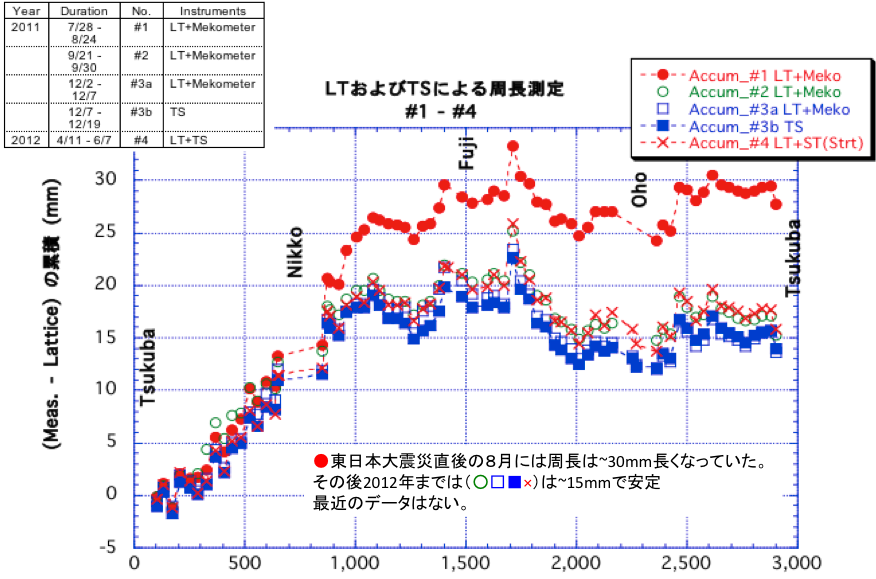 Year Duration No. Instruments
2011 7/28 - 8/24 #1 LT+Mekometer
9/21 - 9/30 #2 LT+Mekometer
12/2 - 12/7 #3a LT+Mekometer
12/7 - 12/19 #3b TS
2012 4/11 - 6/7 #4 LT+TS
LTおよびTSによる周長測定
#1 - #4
Accum_#1 LT+Meko
Accum_#2 LT+Meko
Accum_#3a LT+Meko
Accum_#3b TS
Accum_#4 LT+ST(Strt)
(Meas. - Lattice) の累積 (mm)
30
25
20
15
10
5
0
-5
Tsukuba
Nikko
Fuji
Oho
Tsukuba
●東日本大震災直後の8月には周長は~30mm長くなっていた。
その後2012年までは(○□■×)は~15mmで安定
最近のデータはない。
0 500 1,000 1,500 2,000 2,500 3,000